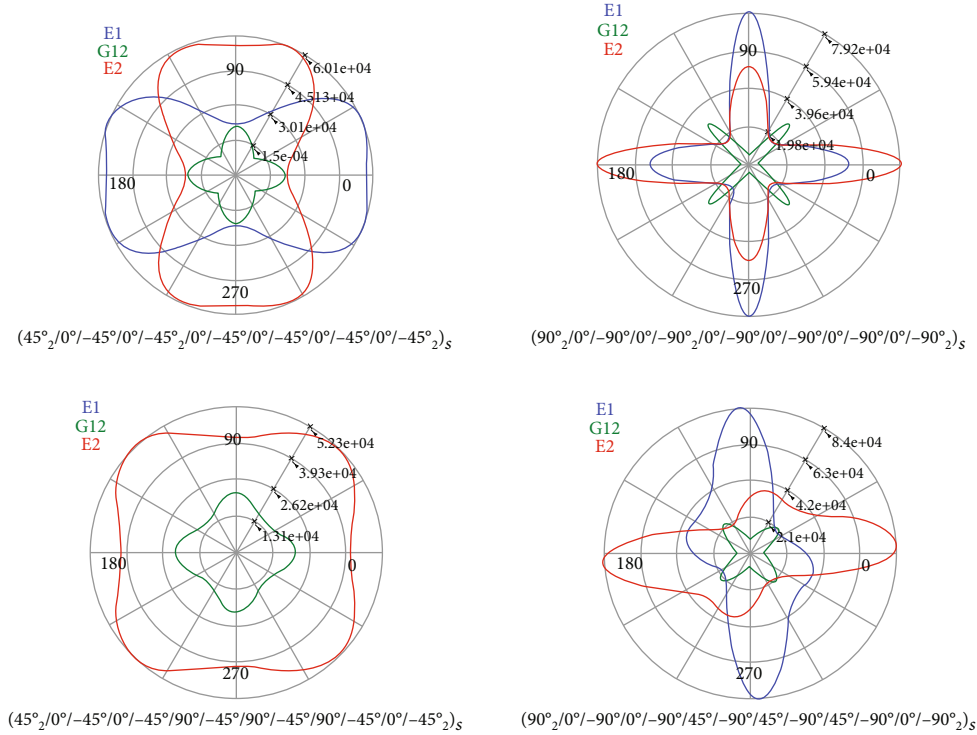 E1
G12
E2
90
180
0
270
6.01e+04
4.513e+04
3.01e+04
1.5e-04
(45°₂/0°/–45°/0°/–45°₂/0°/–45°/0°/–45°/0°/–45°/0°/–45°₂)s
E1
G12
E2
90
180
0
270
7.92e+04
5.94e+04
3.96e+04
1.98e+04
(90°₂/0°/–90°/0°/–90°₂/0°/–90°/0°/–90°/0°/–90°/0°/–90°₂)s
E1
G12
E2
90
180
0
270
5.23e+04
3.93e+04
2.62e+04
1.31e+04
(45°₂/0°/–45°/0°/–45°/90°/–45°/–45°/90°/–45°/0°/–45°₂)s
E1
G12
E2
90
180
0
270
8.4e+04
6.3e+04
4.2e+04
2.1e+04
(90°₂/0°/–90°/0°/–90°/45°/–90°/45°/–90°/45°/–90°/0°/–90°₂)s